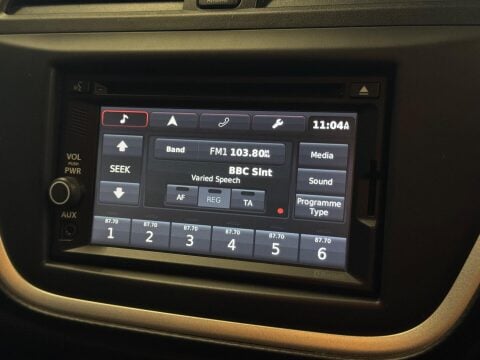 11:04A
VOL
PUSH
PWR
AUX
SEEK
Band
FM1 103.80
BBC Slnt
Varied Speech
AF
REG
TA
Media
Sound
Programme
Type
87.70 87.70 87.70 87.70 87.70 87.70
1 2 3 4 5 6